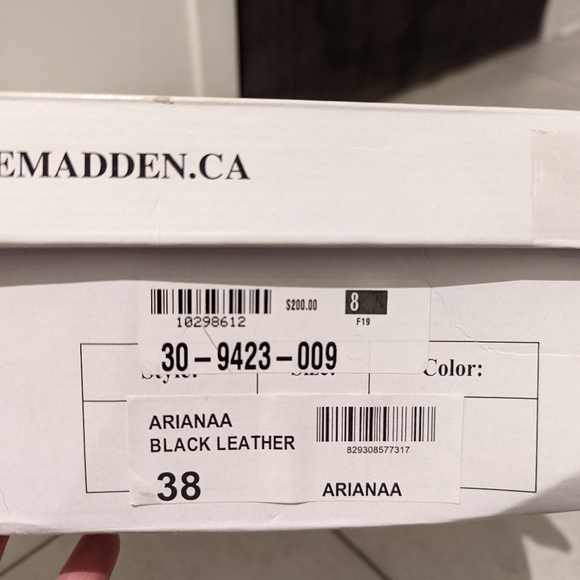 EMADDEN.CA
$200.00 8
10298612 F19
30-9423-009
Style: Size: Color:
ARIANAA
BLACK LEATHER
829308577317
38 ARIANAA